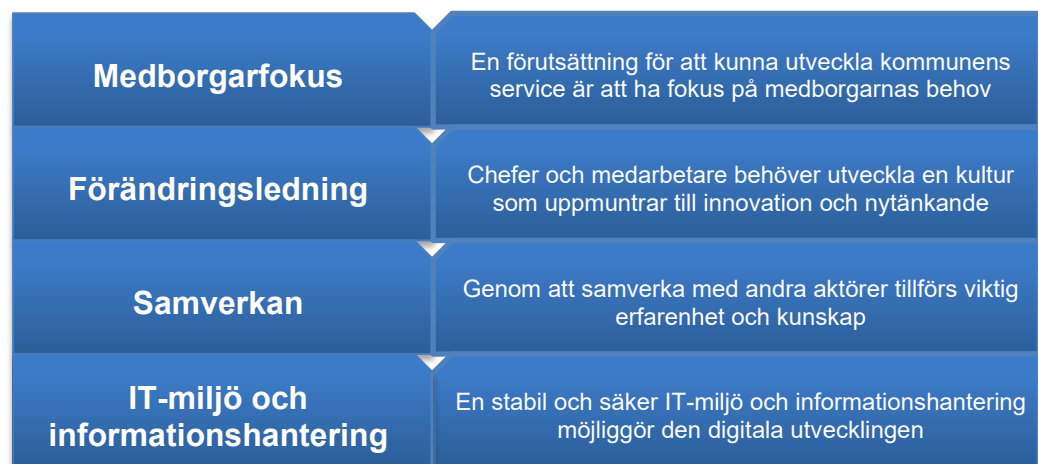 Medborgarfokus
En förutsättning för att kunna utveckla kommunens
service är att ha fokus på medborgarnas behov
Förändringsledning
Chefer och medarbetare behöver utveckla en kultur
som uppmuntrar till innovation och nytänkande
Samverkan
Genom att samverka med andra aktörer tillförs viktig
erfarenhet och kunskap
IT-miljö och
informationshantering
En stabil och säker IT-miljö och informationshantering
möjliggör den digitala utvecklingen